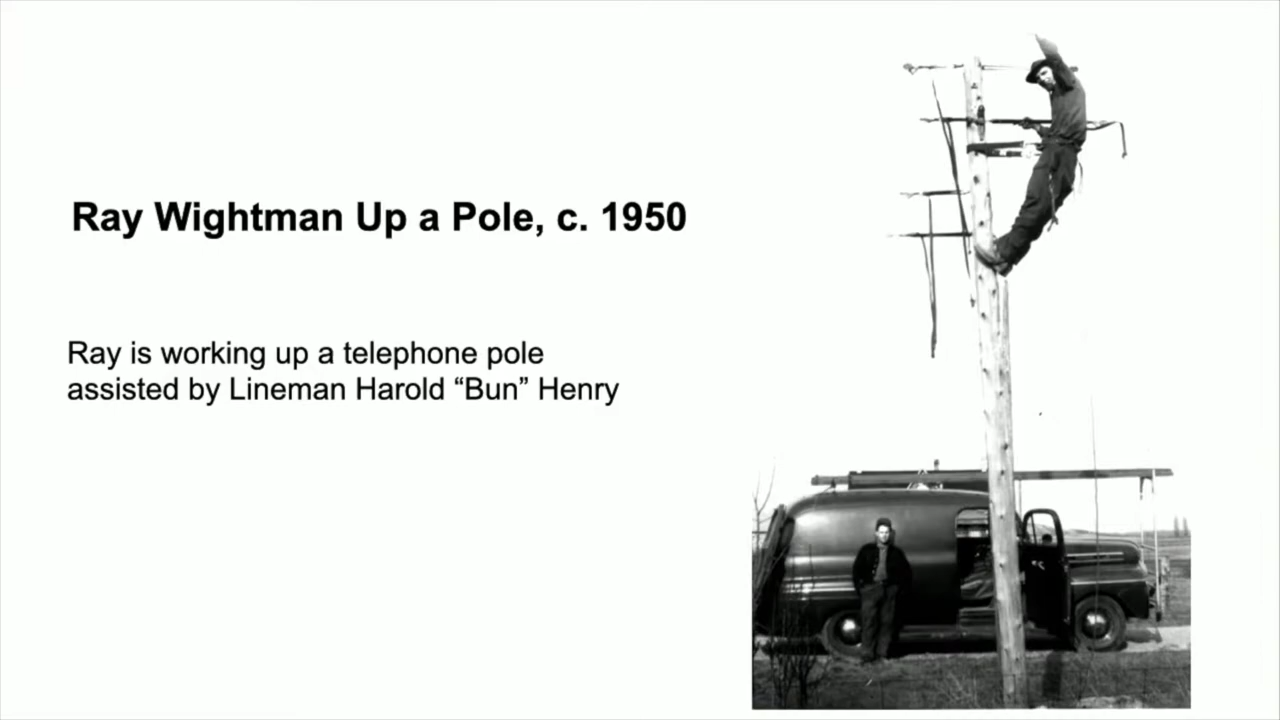 Ray Wightman Up a Pole, c. 1950
Ray is working up a telephone pole
assisted by Lineman Harold “Bun” Henry